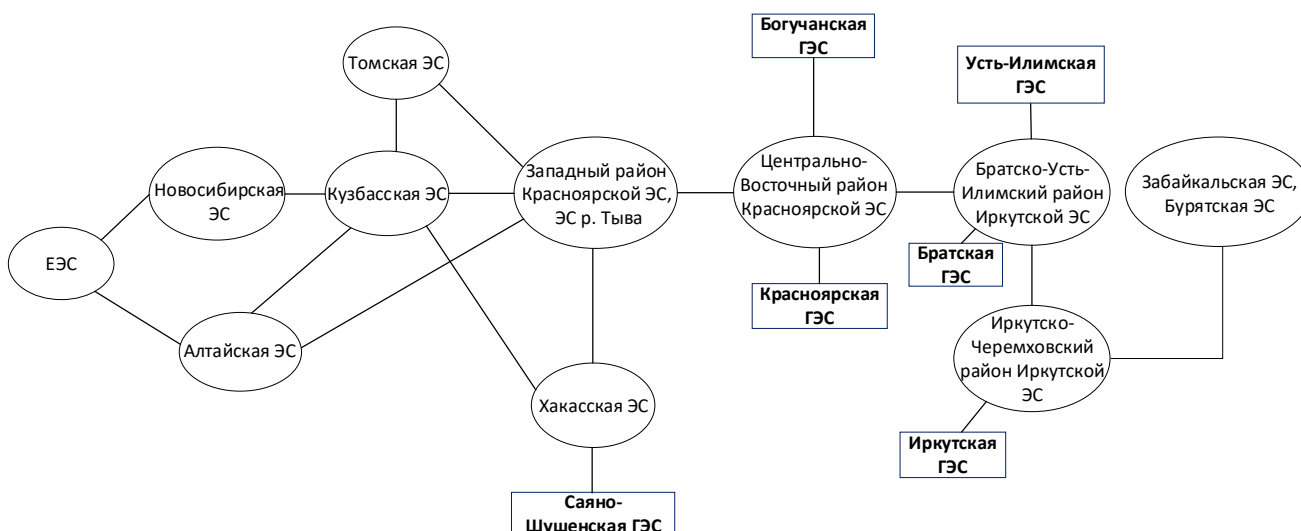 Богучанская
ГЭС
Усть-Илимская
ГЭС
Томская ЭС
Новосибирская
ЭС
Кузбасская ЭС
Западный район
Красноярской ЭС,
ЭС р. Тыва
Центрально-
Восточный район
Красноярской ЭС
Братско-Усть-
Илимский район
Иркутской ЭС
Забайкальская ЭС,
Бурятская ЭС
ЕЭС
Братская
ГЭС
Красноярская
ГЭС
Алтайская ЭС
Иркутско-
Черемховский
район Иркутской
ЭС
Хакасская ЭС
Иркутская
ГЭС
Саяно-
Шушенская ГЭС